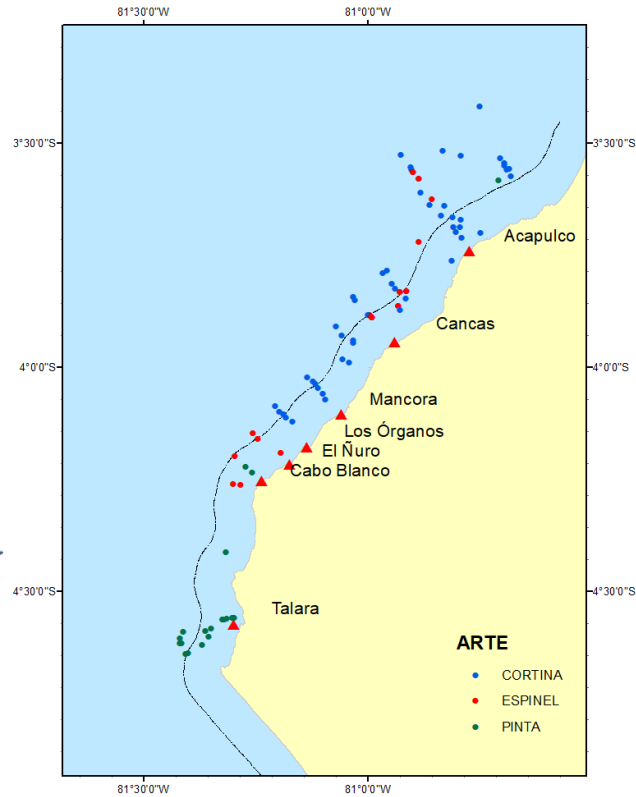 81°30'0"W 81°0'0"W
3°30'0"S 3°30'0"S
Acapulco
Cancas
4°0'0"S 4°0'0"S
Mancora
Los Órganos
El Ñuro
Cabo Blanco
4°30'0"S 4°30'0"S
Talara
ARTE
CORTINA
ESPINEL
PINTA
81°30'0"W 81°0'0"W